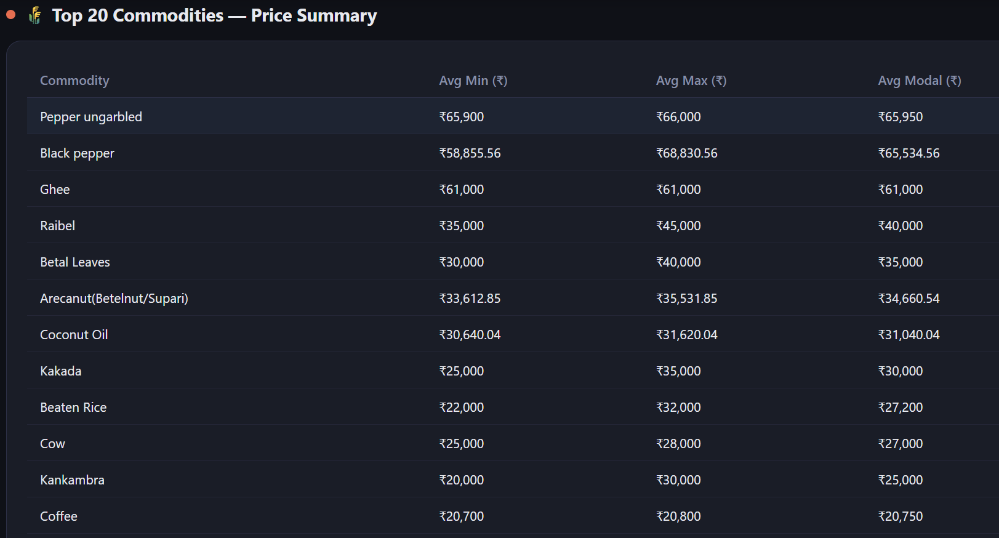 Top 20 Commodities — Price Summary
Commodity Avg Min (₹) Avg Max (₹) Avg Modal (₹)
Pepper ungarbled ₹65,900 ₹66,000 ₹65,950
Black pepper ₹58,855.56 ₹68,830.56 ₹65,534.56
Ghee ₹61,000 ₹61,000 ₹61,000
Raibel ₹35,000 ₹45,000 ₹40,000
Betal Leaves ₹30,000 ₹40,000 ₹35,000
Arecanut(Betelnut/Supari) ₹33,612.85 ₹35,531.85 ₹34,660.54
Coconut Oil ₹30,640.04 ₹31,620.04 ₹31,040.04
Kakada ₹25,000 ₹35,000 ₹30,000
Beaten Rice ₹22,000 ₹32,000 ₹27,200
Cow ₹25,000 ₹28,000 ₹27,000
Kankambra ₹20,000 ₹30,000 ₹25,000
Coffee ₹20,700 ₹20,800 ₹20,750